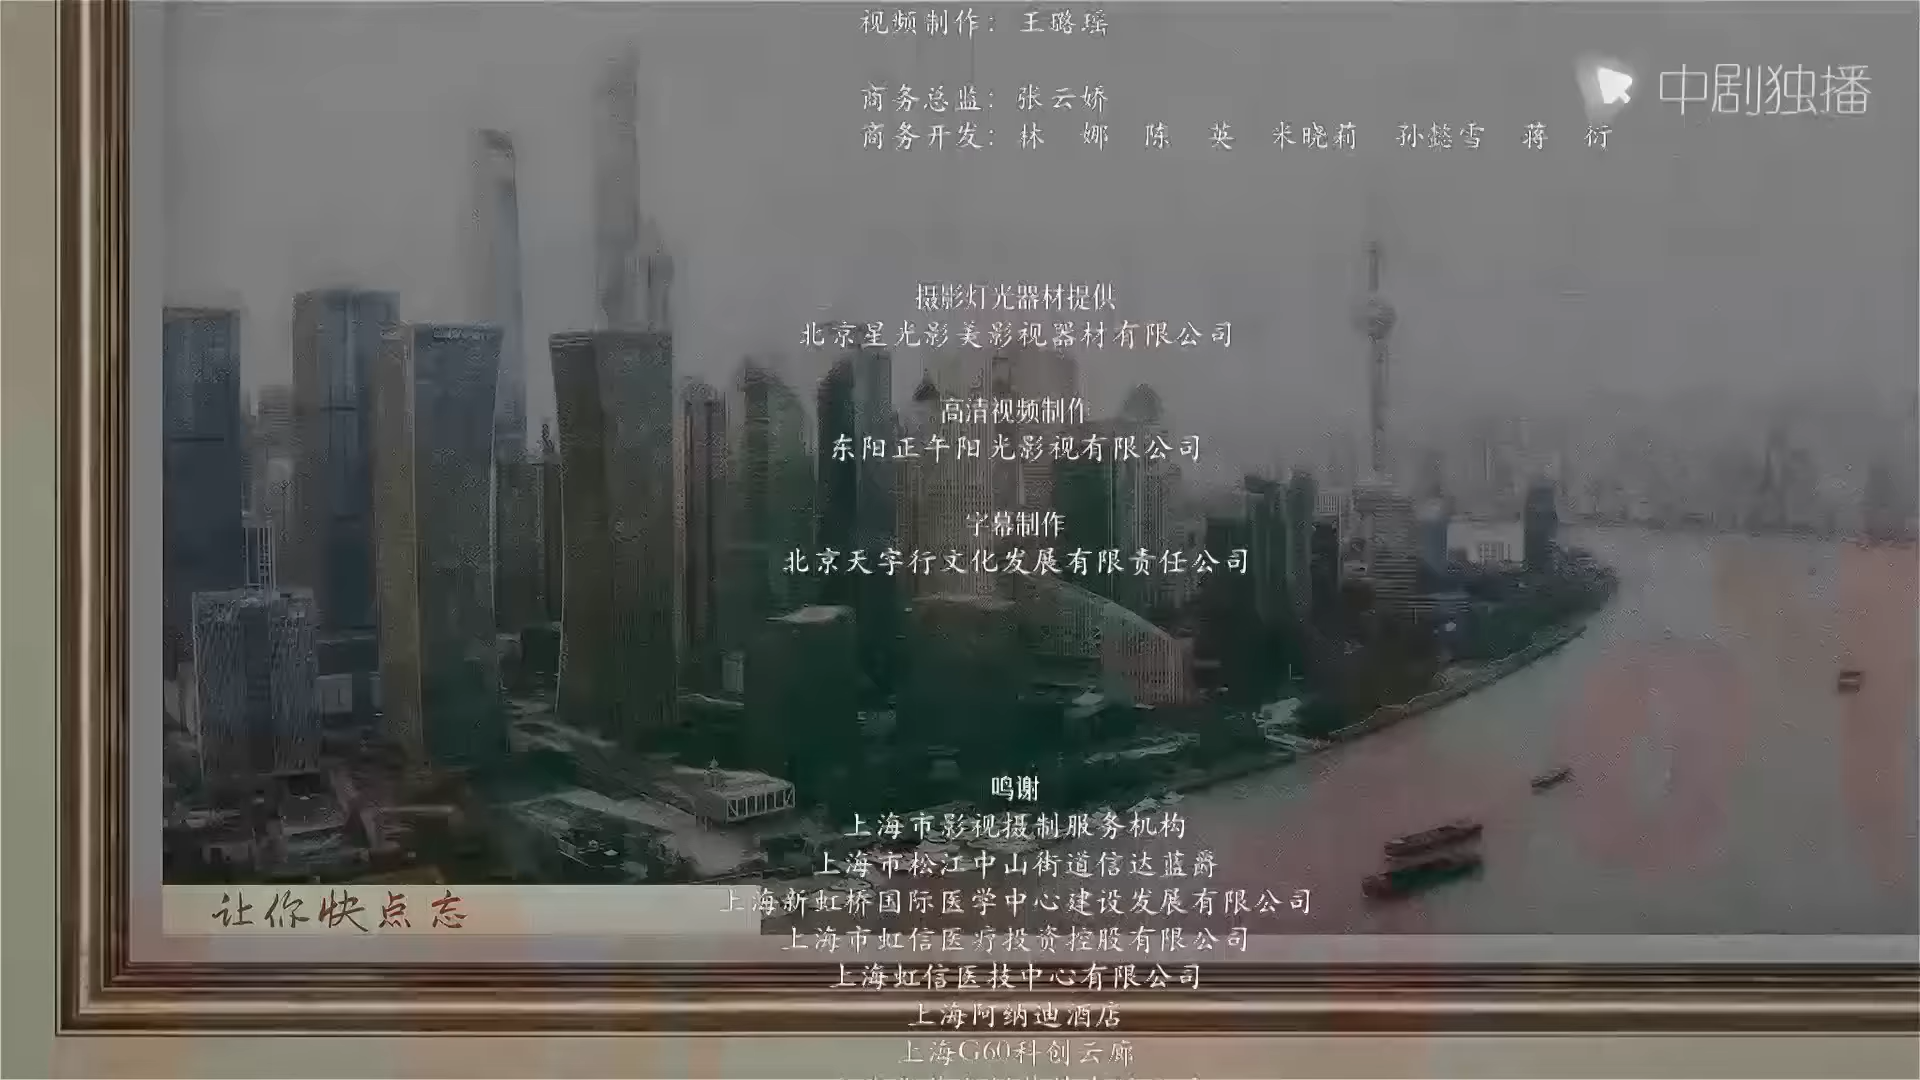 视频制作：王璐瑶
中剧独播
商务总监：张云娇
商务开发：林 娜 陈 英 米晓莉 孙懿雪 蒋 衍
摄影灯光器材提供
北京星光影美影视器材有限公司
高清视频制作
东阳正午阳光影视有限公司
字幕制作
北京天字行文化发展有限责任公司
鸣谢
上海市影视摄制服务机构
上海市松江中山街道信达蓝爵
上海新虹桥国际医学中心建设发展有限公司
让你快点忘
上海市虹信医疗投资控股有限公司
上海虹信医技中心有限公司
上海阿纳迪酒店
上海G60科创云廊